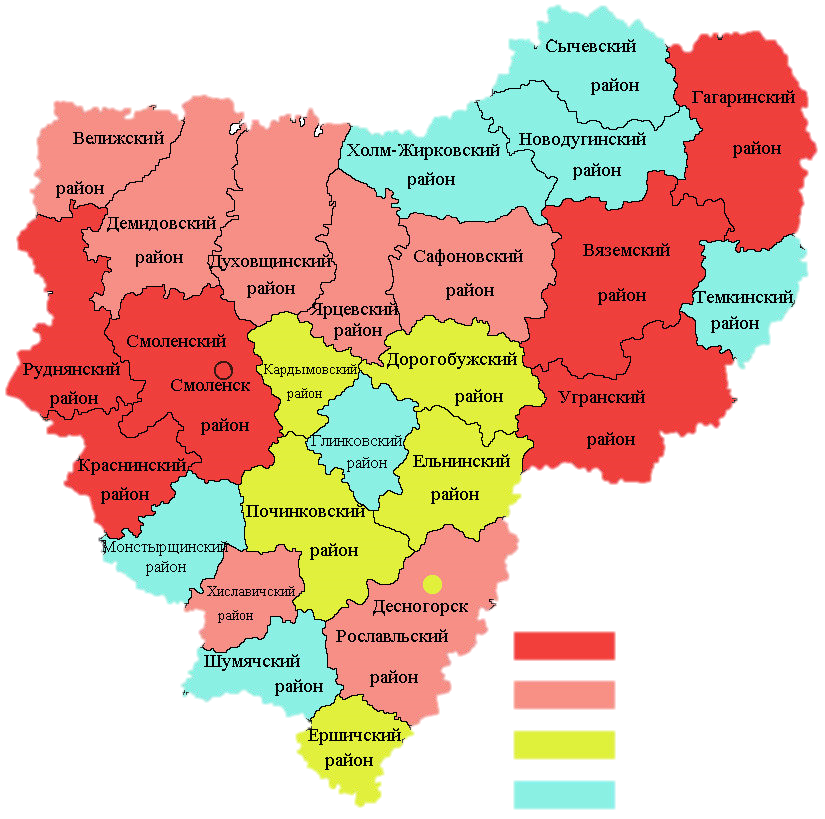 Сычевский
район
Гагаринский
район
Велижский
район
Холм-Жирковский
район
Новодугинский
район
Демидовский
район
Духовщинский
район
Сафоновский
район
Вяземский
район
Темкинский
район
Ярцевский
район
Смоленский
Смоленск
район
Руднянский
район
Кардымовский
район
Дорогобужский
район
Угранский
район
Глинковский
район
Ельнинский
район
Краснинский
район
Починковский
район
Монстырщинский
район
Хиславичский
район
Десногорск
Рославльский
район
Шумячский
район
Ершичский
район